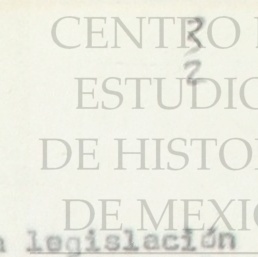 CENTRO
ESTUDIO
DE HISTO
DE MEXIC
legislación